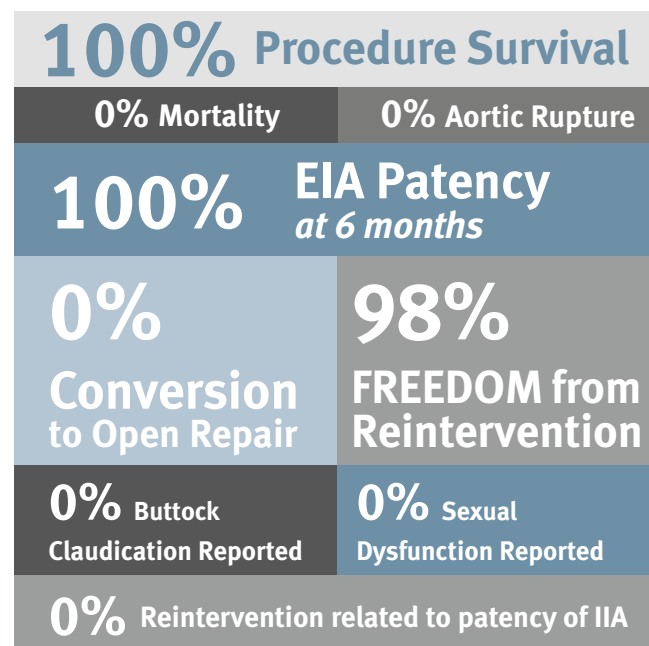 100% Procedure Survival
0% Mortality
0% Aortic Rupture
100% EIA Patency
at 6 months
0%
Conversion
to Open Repair
98%
FREEDOM from
Reintervention
0% Buttock
Claudication Reported
0% Sexual
Dysfunction Reported
0% Reintervention related to patency of IIA